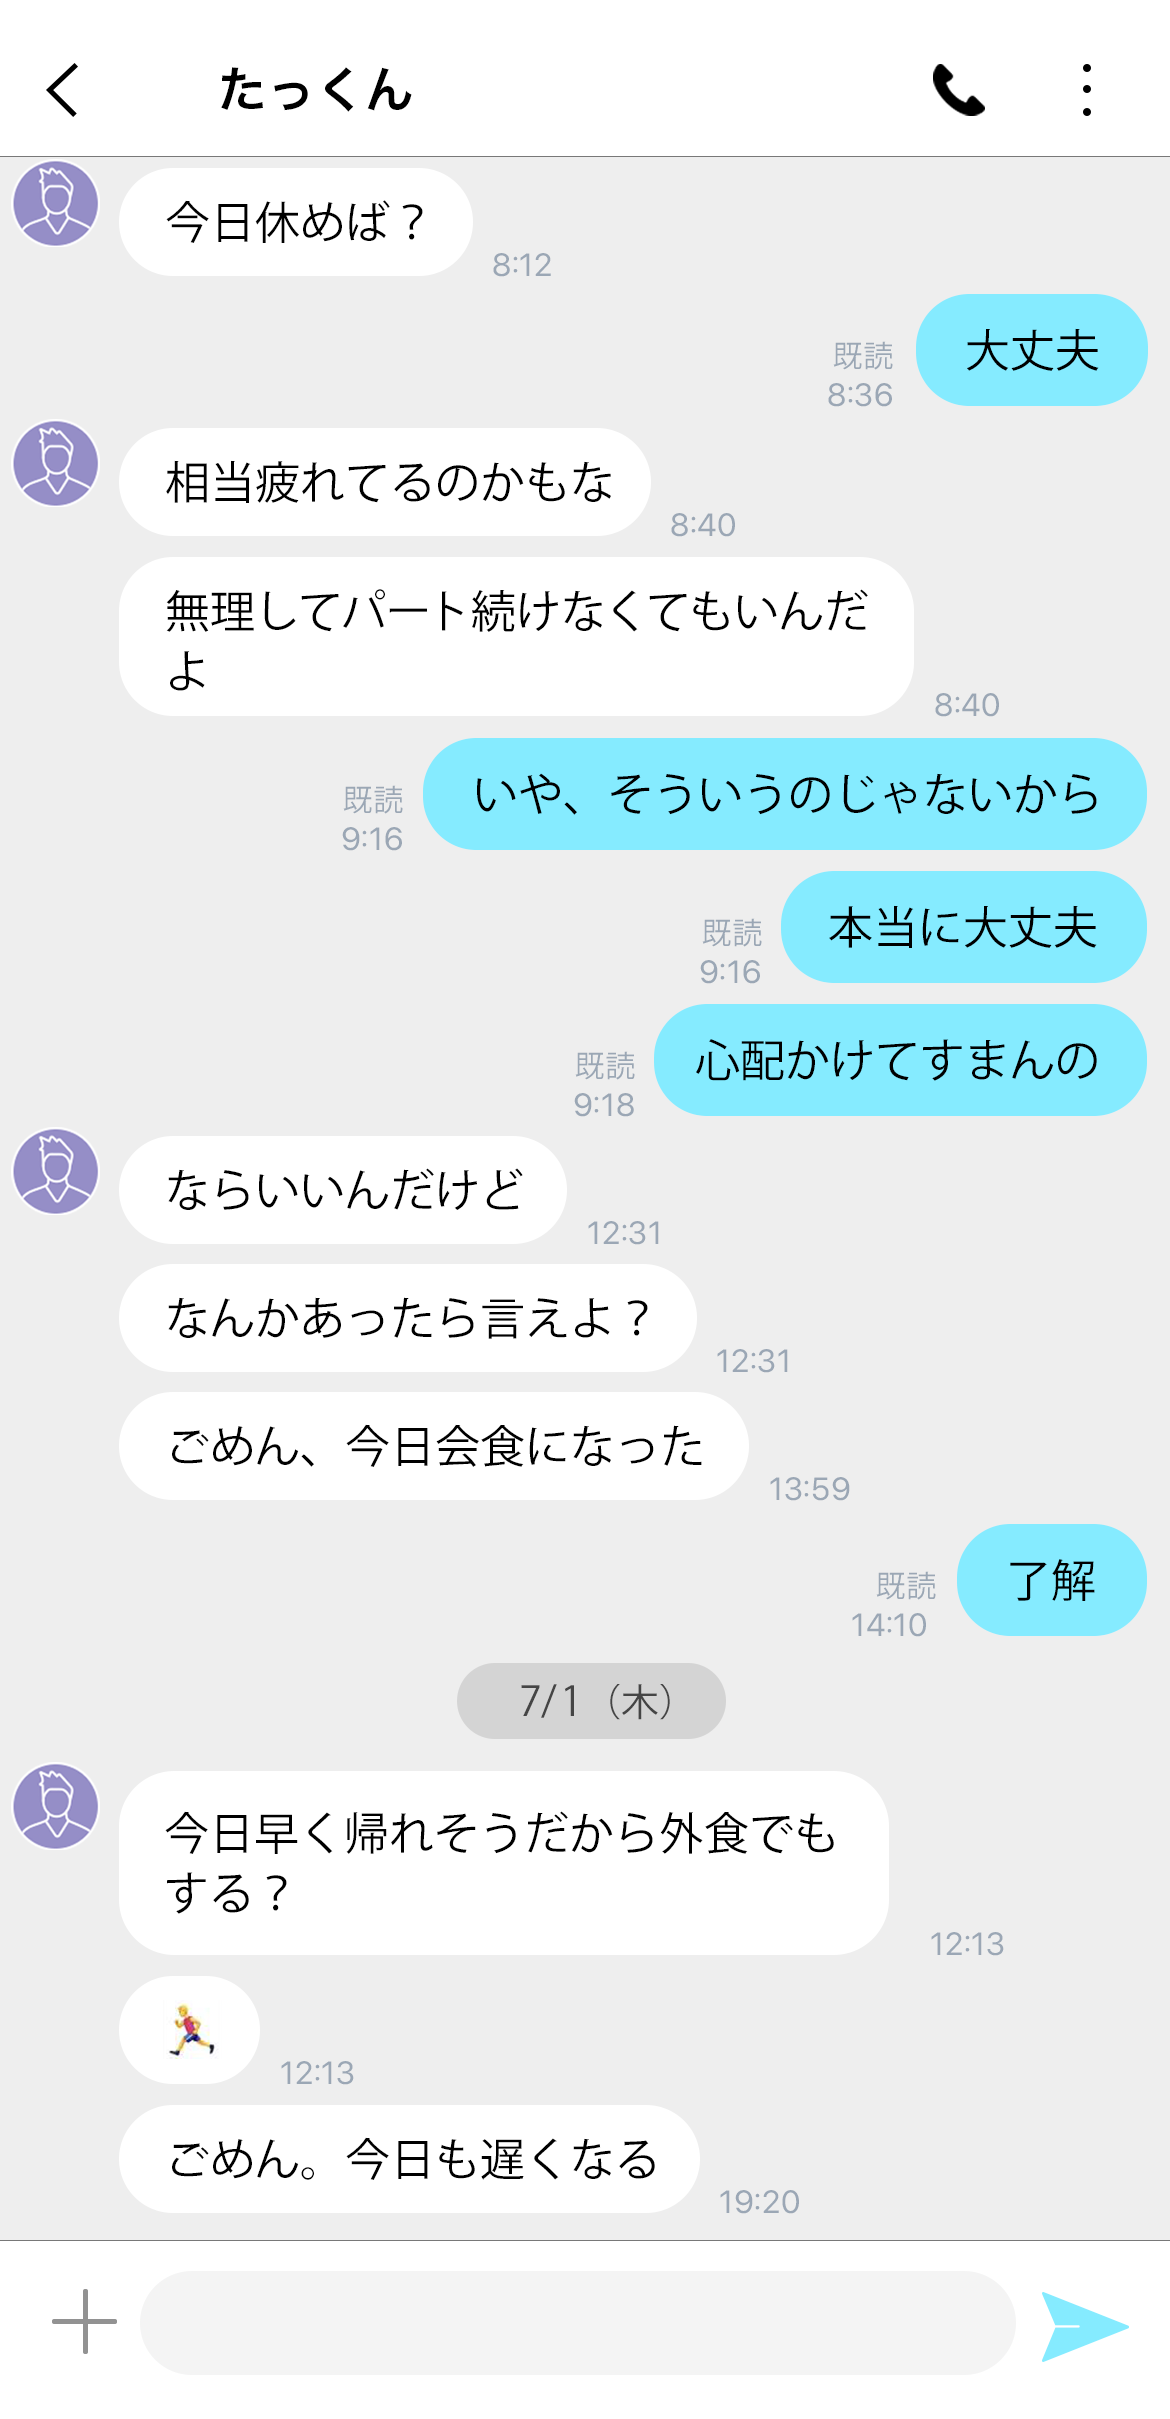 たっくん
今日休めば？
8:12
大丈夫
既読
8:36
相当疲れてるのかもな
8:40
無理してパート続けなくてもいんだ
よ
8:40
いや、そういうのじゃないから
既読
9:16
本当に大丈夫
既読
9:16
心配かけてすまんの
既読
9:18
ならいいんだけど
12:31
なんかあったら言えよ？
12:31
ごめん、今日会食になった
13:59
了解
既読
14:10
7/1（木）
今日早く帰れそうだから外食でも
する？
12:13
🏃
12:13
ごめん。今日も遅くなる
19:20